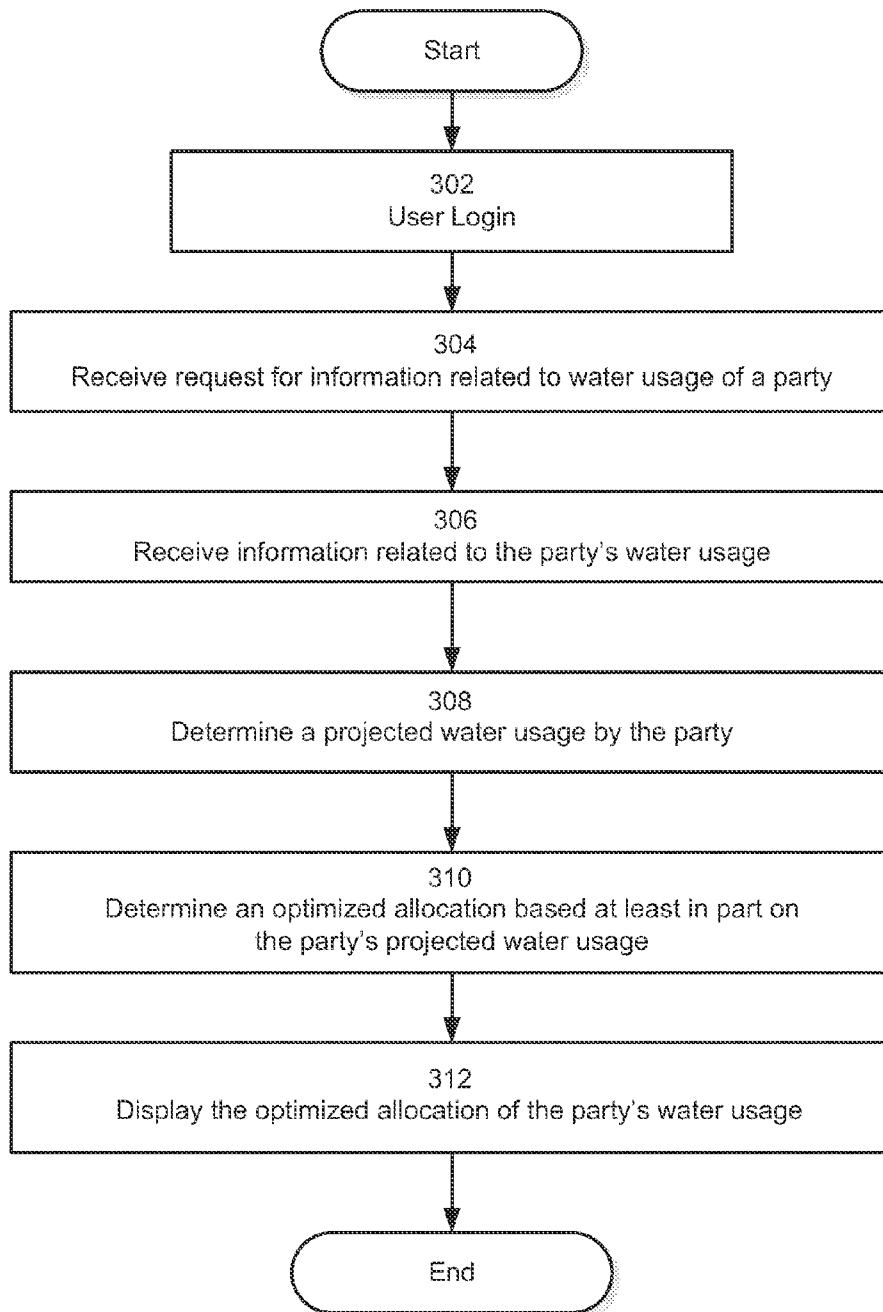 Start
302
User Login
304
Receive request for information related to water usage of a party
306
Receive information related to the party's water usage
308
Determine a projected water usage by the party
310
Determine an optimized allocation based at least in part on
the party's projected water usage
312
Display the optimized allocation of the party's water usage
End